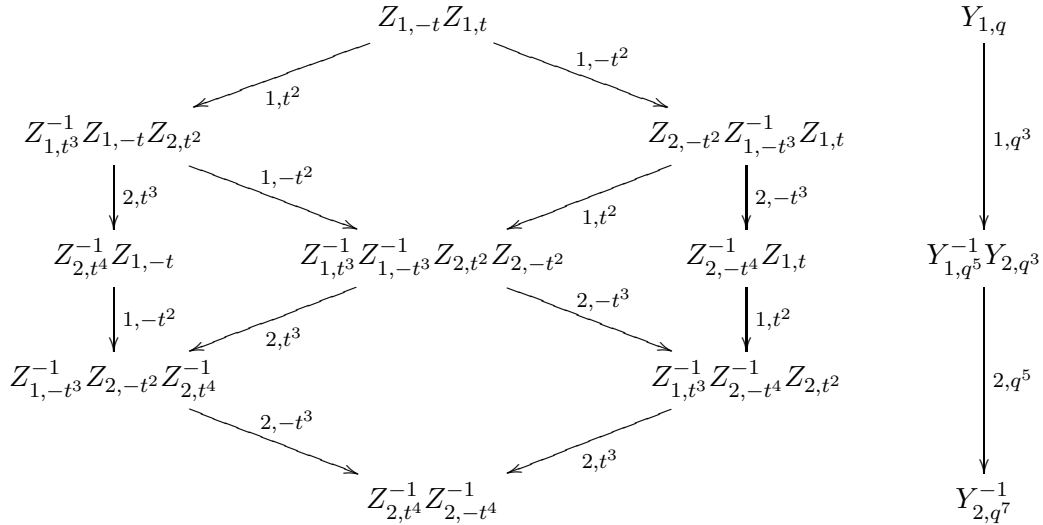 Z_{1,-t}Z_{1,t} Y_{1,q}
1,-t^2
1,t^2
Z_{1,t^3}^{-1}Z_{1,-t}Z_{2,t^2} Z_{2,-t^2}Z_{1,-t^3}^{-1}Z_{1,t} 1,q^3
1,-t^2
2,t^3 2,-t^3
1,t^2
Z_{2,t^4}^{-1}Z_{1,-t} Z_{1,t^3}^{-1}Z_{1,-t^3}^{-1}Z_{2,t^2}Z_{2,-t^2} Z_{2,-t^4}^{-1}Z_{1,t} Y_{1,q^5}^{-1}Y_{2,q^3}
2,-t^3
1,-t^2 1,t^2
2,t^3
Z_{1,-t^3}^{-1}Z_{2,-t^2}Z_{2,t^4}^{-1} Z_{1,t^3}^{-1}Z_{2,-t^4}^{-1}Z_{2,t^2} 2,q^5
2,-t^3
2,t^3
Z_{2,t^4}^{-1}Z_{2,-t^4}^{-1} Y_{2,q^7}^{-1}